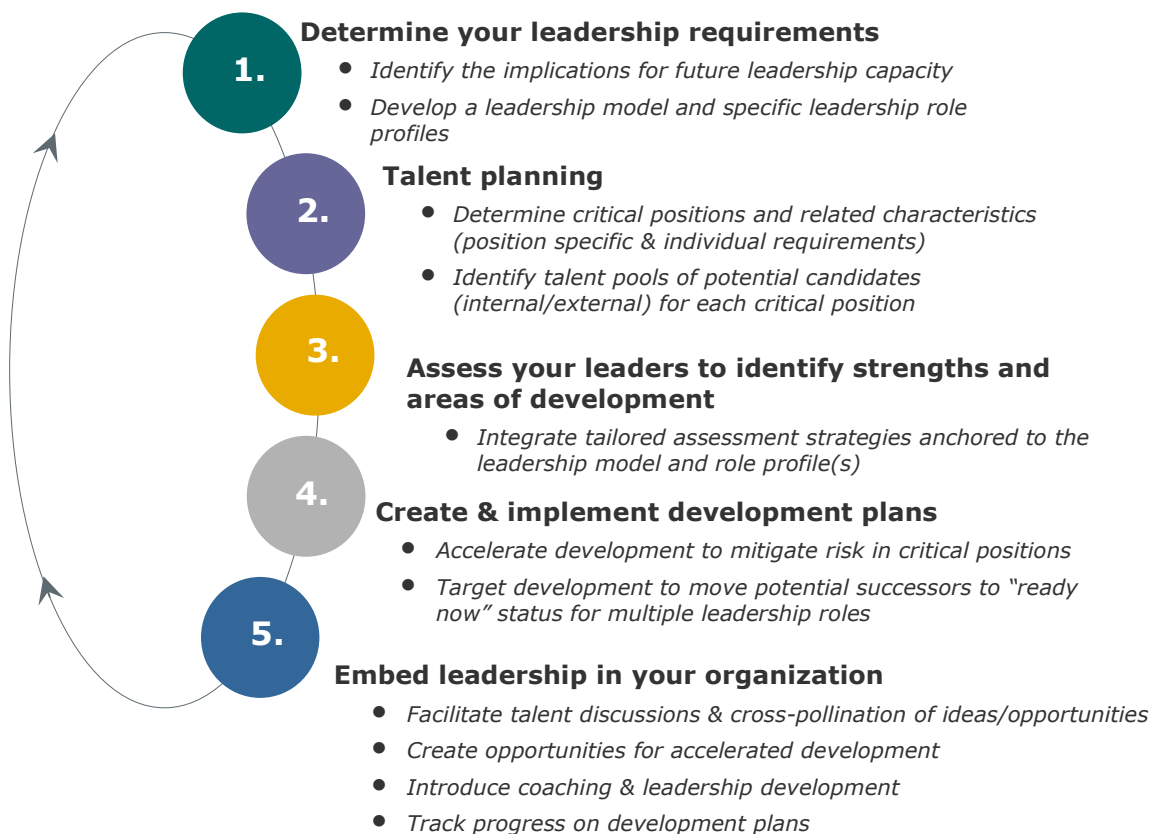 1.
Determine your leadership requirements
• Identify the implications for future leadership capacity
• Develop a leadership model and specific leadership role
profiles
2.
Talent planning
• Determine critical positions and related characteristics
(position specific & individual requirements)
• Identify talent pools of potential candidates
(internal/external) for each critical position
3.
Assess your leaders to identify strengths and
areas of development
• Integrate tailored assessment strategies anchored to the
leadership model and role profile(s)
4.
Create & implement development plans
• Accelerate development to mitigate risk in critical positions
• Target development to move potential successors to “ready
now” status for multiple leadership roles
5.
Embed leadership in your organization
• Facilitate talent discussions & cross-pollination of ideas/opportunities
• Create opportunities for accelerated development
• Introduce coaching & leadership development
• Track progress on development plans